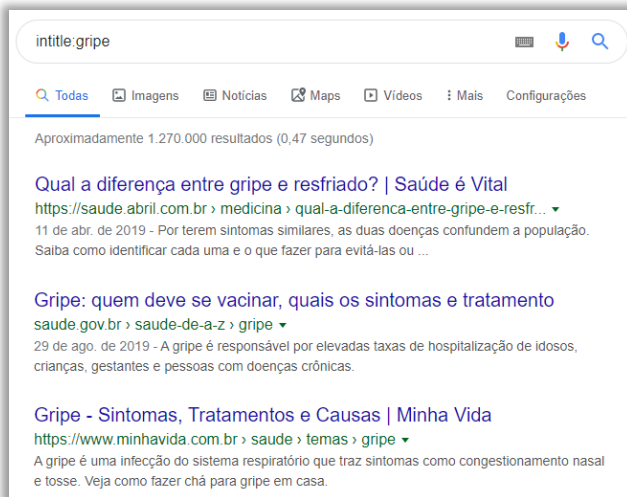 intitle:gripe
Todas Imagens Notícias Maps Vídeos Mais Configurações
Aproximadamente 1.270.000 resultados (0,47 segundos)
Qual a diferença entre gripe e resfriado? | Saúde é Vital
https://saude.abril.com.br › medicina › qual-a-diferenca-entre-gripe-e-resfr...
11 de abr. de 2019 - Por terem sintomas similares, as duas doenças confundem a população.
Saiba como identificar cada uma e o que fazer para evitá-las ou ...
Gripe: quem deve se vacinar, quais os sintomas e tratamento
saude.gov.br › saude-de-a-z › gripe
29 de ago. de 2019 - A gripe é responsável por elevadas taxas de hospitalização de idosos,
crianças, gestantes e pessoas com doenças crônicas.
Gripe - Sintomas, Tratamentos e Causas | Minha Vida
https://www.minhavida.com.br › saude › temas › gripe
A gripe é uma infecção do sistema respiratório que traz sintomas como congestionamento nasal
e tosse. Veja como fazer chá para gripe em casa.